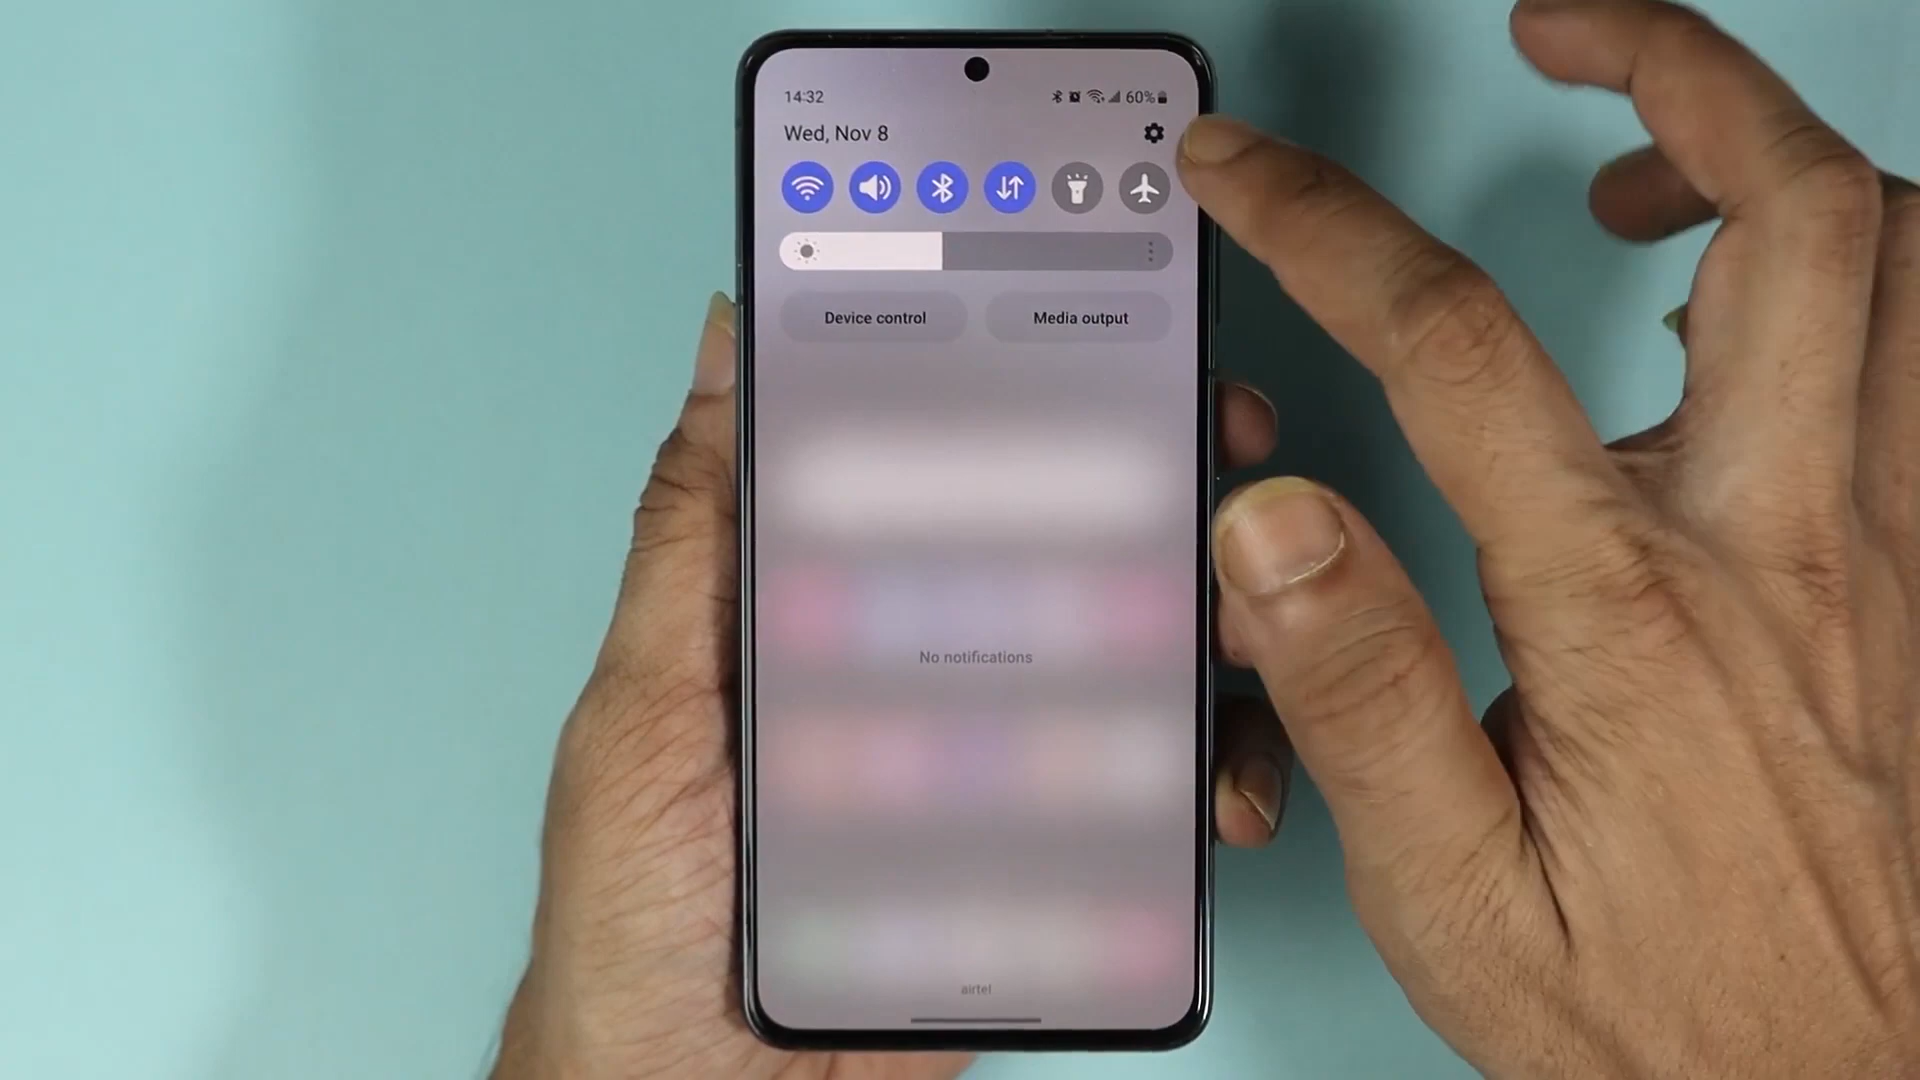 14:32 60%
Wed, Nov 8
Device control Media output
No notifications
airtel